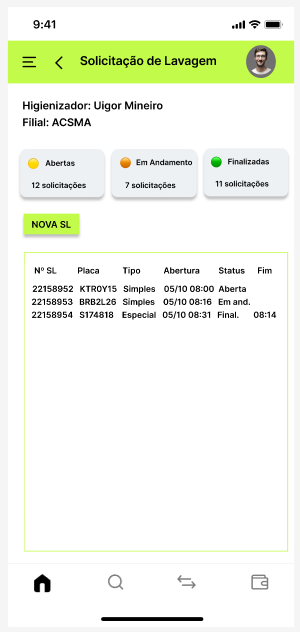 9:41
Solicitação de Lavagem
Higienizador: Uigor Mineiro
Filial: ACSMA
Abertas Em Andamento Finalizadas
12 solicitações 7 solicitações 11 solicitações
NOVA SL
Nº SL Placa Tipo Abertura Status Fim
22158952 KTR0Y15 Simples 05/10 08:00 Aberta
22158953 BRB2L26 Simples 05/10 08:16 Em and.
22158954 S174818 Especial 05/10 08:31 Final. 08:14